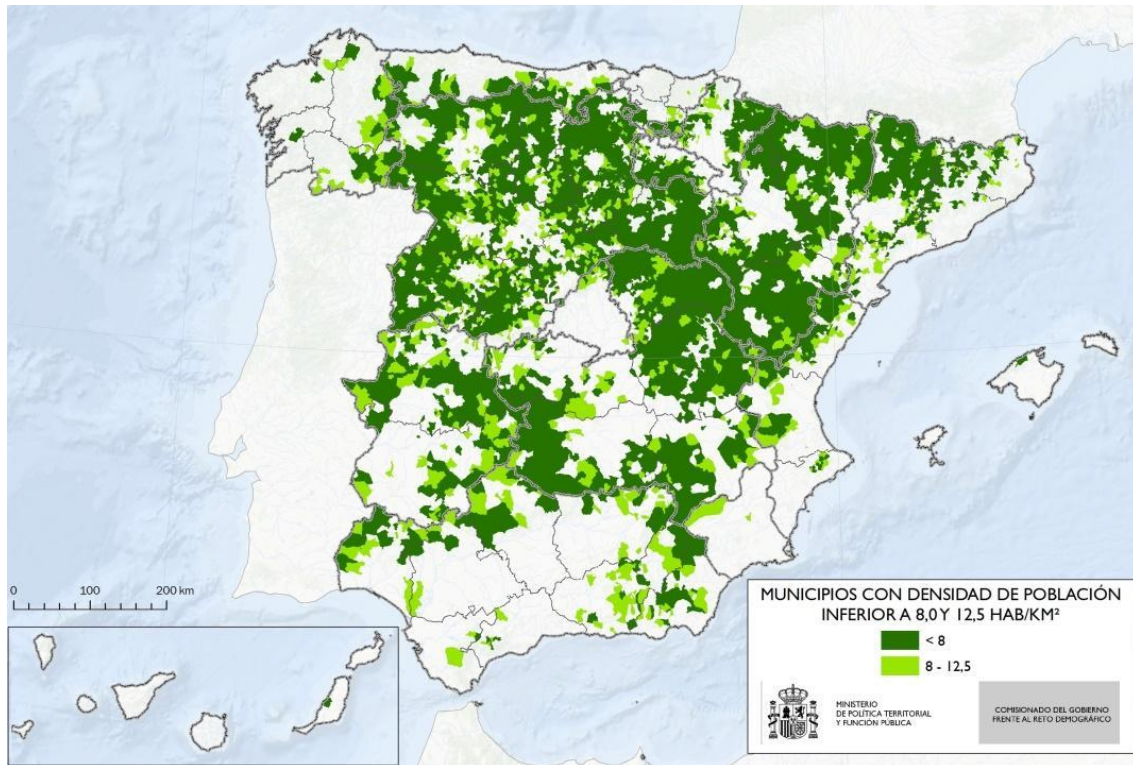 0 100 200 km
MUNICIPIOS CON DENSIDAD DE POBLACIÓN
INFERIOR A 8,0 Y 12,5 HAB/KM²
< 8
8 - 12,5
MINISTERIO
DE POLÍTICA TERRITORIAL
Y FUNCIÓN PÚBLICA
COMISIONADO DEL GOBIERNO
FRENTE AL RETO DEMOGRÁFICO